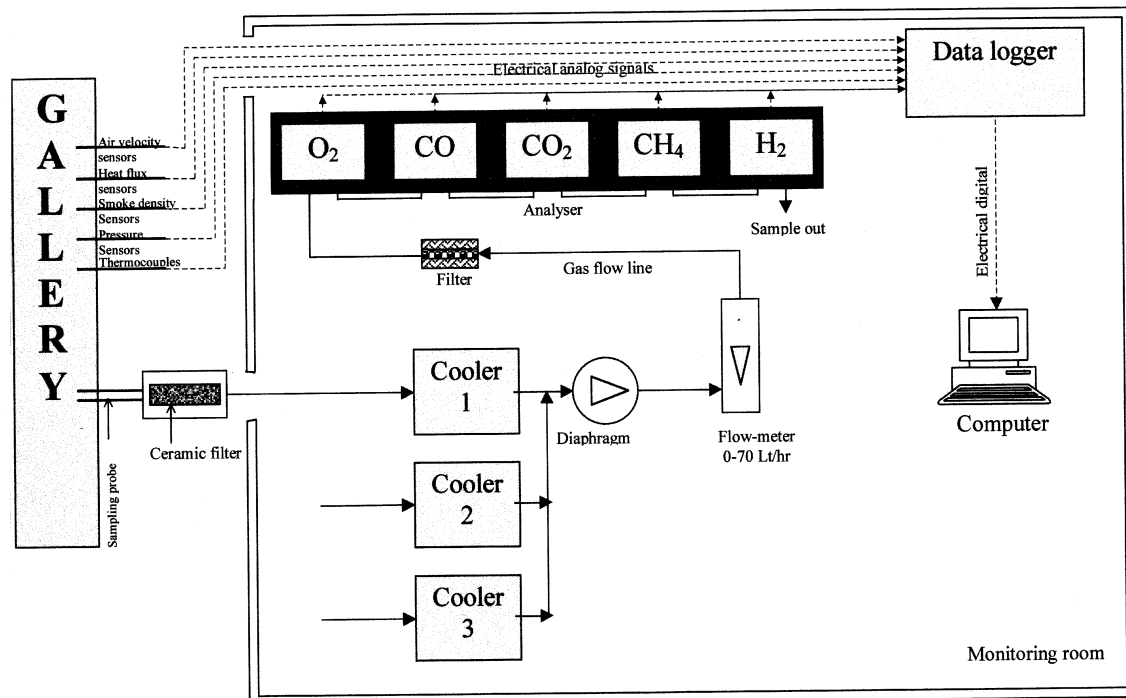 GALLERY
Air velocity
sensors
Heat flux
sensors
Smoke density
Sensors
Pressure
Sensors
Thermocouples
Electrical analog signals
Data logger
O₂
CO
CO₂
CH₄
H₂
Analyser
Sample out
Filter
Gas flow line
Electrical digital
Cooler
1
Ceramic filter
Sampling probe
Diaphragm
Flow-meter
0-70 Lt/hr
Computer
Cooler
2
Cooler
3
Monitoring room